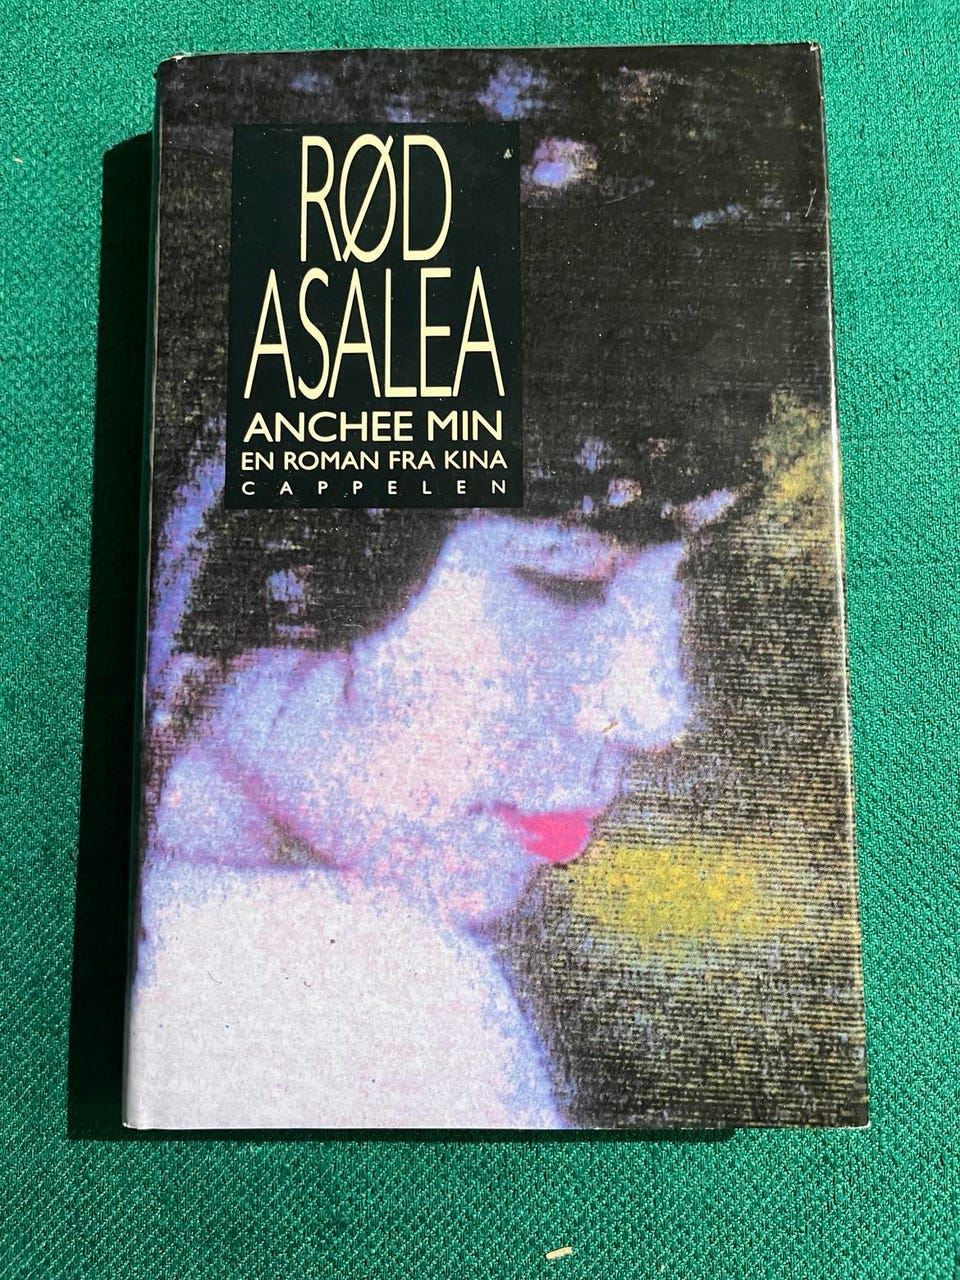 RØD
ASALEA
ANCHEE MIN
EN ROMAN FRA KINA
CAPPELEN